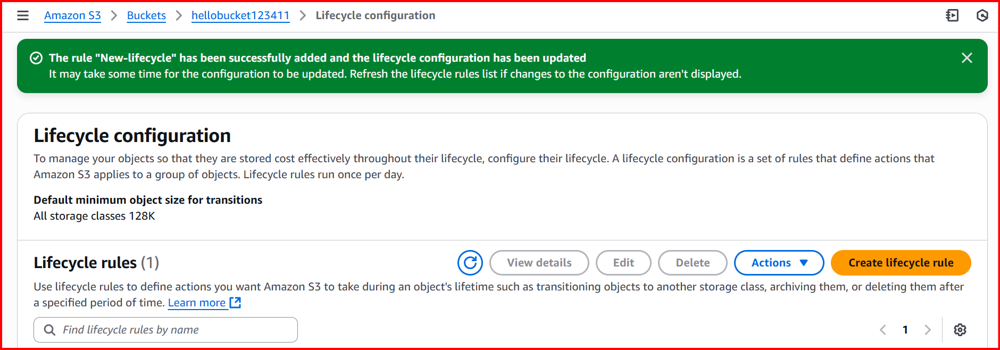 Amazon S3 > Buckets > hellobucket123411 > Lifecycle configuration
The rule "New-lifecycle" has been successfully added and the lifecycle configuration has been updated
It may take some time for the configuration to be updated. Refresh the lifecycle rules list if changes to the configuration aren't displayed.
Lifecycle configuration
To manage your objects so that they are stored cost effectively throughout their lifecycle, configure their lifecycle. A lifecycle configuration is a set of rules that define actions that
Amazon S3 applies to a group of objects. Lifecycle rules run once per day.
Default minimum object size for transitions
All storage classes 128K
Lifecycle rules (1) View details Edit Delete Actions Create lifecycle rule
Use lifecycle rules to define actions you want Amazon S3 to take during an object's lifetime such as transitioning objects to another storage class, archiving them, or deleting them after
a specified period of time. Learn more
Find lifecycle rules by name < 1 >